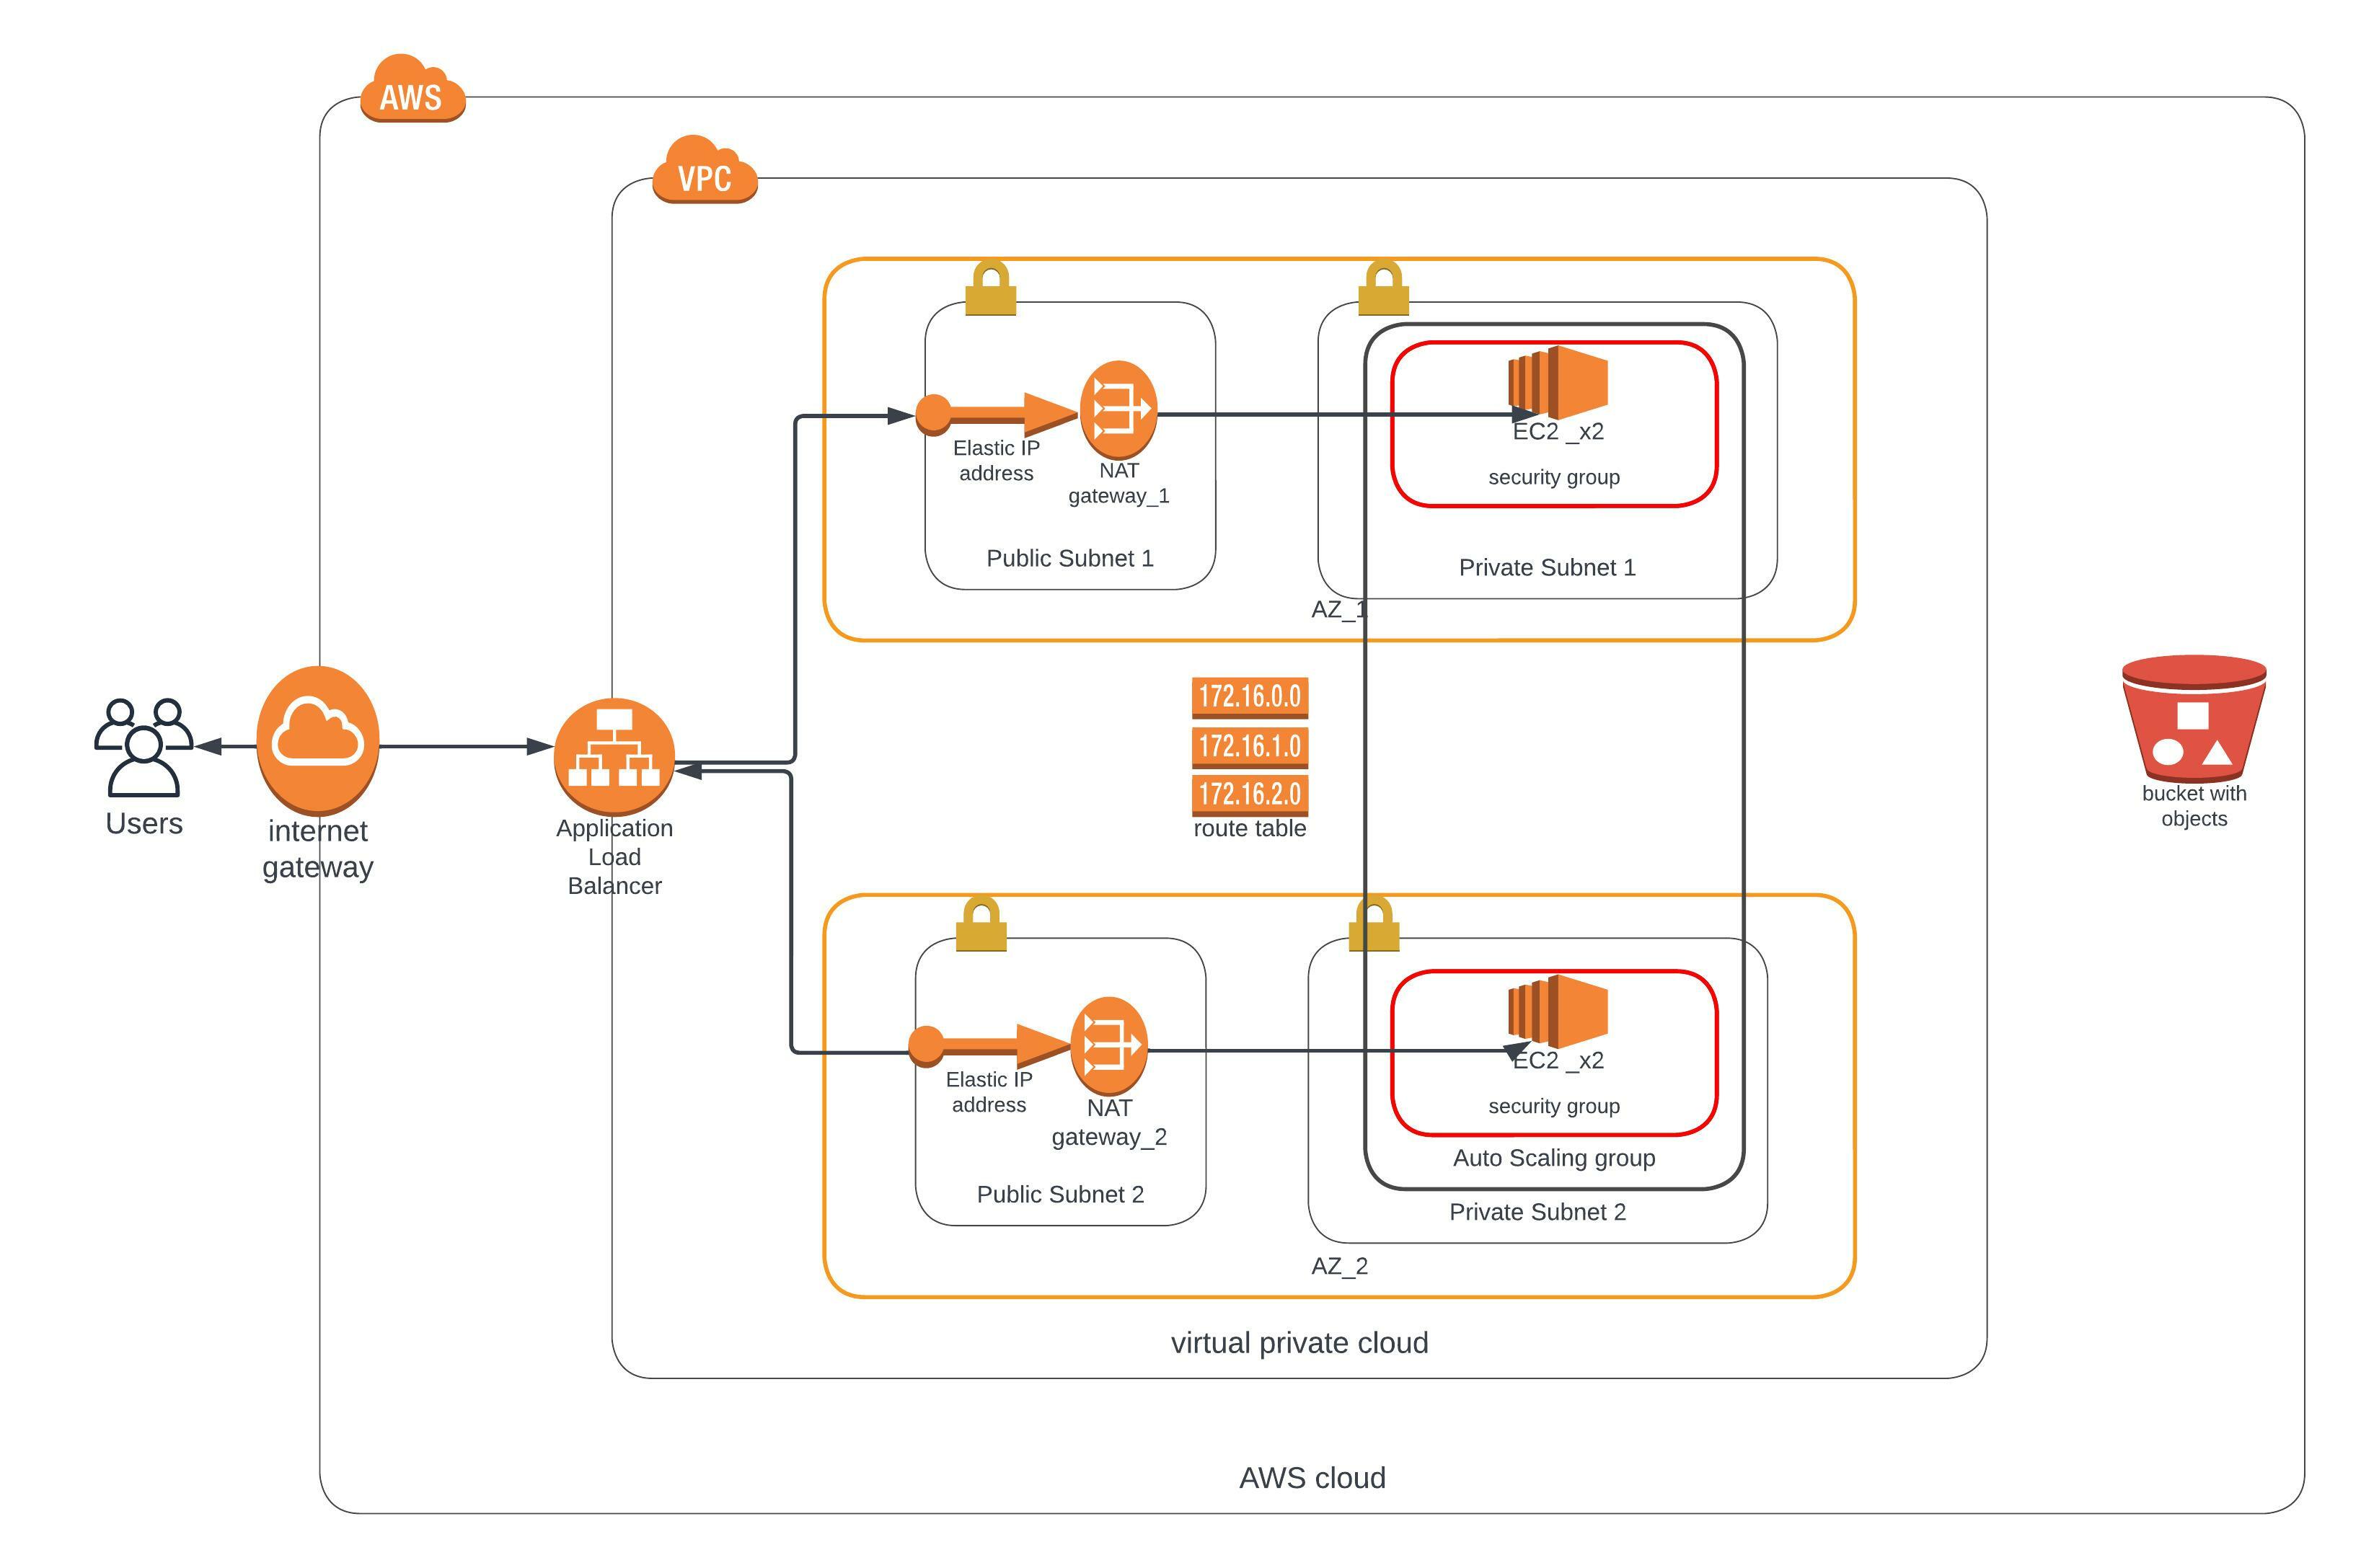 AWS
VPC
EC2 _x2
Elastic IP
address
NAT
gateway_1
security group
Public Subnet 1
Private Subnet 1
AZ_1
172.16.0.0
172.16.1.0
172.16.2.0
route table
Users
internet
gateway
Application
Load
Balancer
bucket with
objects
EC2 _x2
Elastic IP
address
NAT
gateway_2
security group
Auto Scaling group
Public Subnet 2
Private Subnet 2
AZ_2
virtual private cloud
AWS cloud